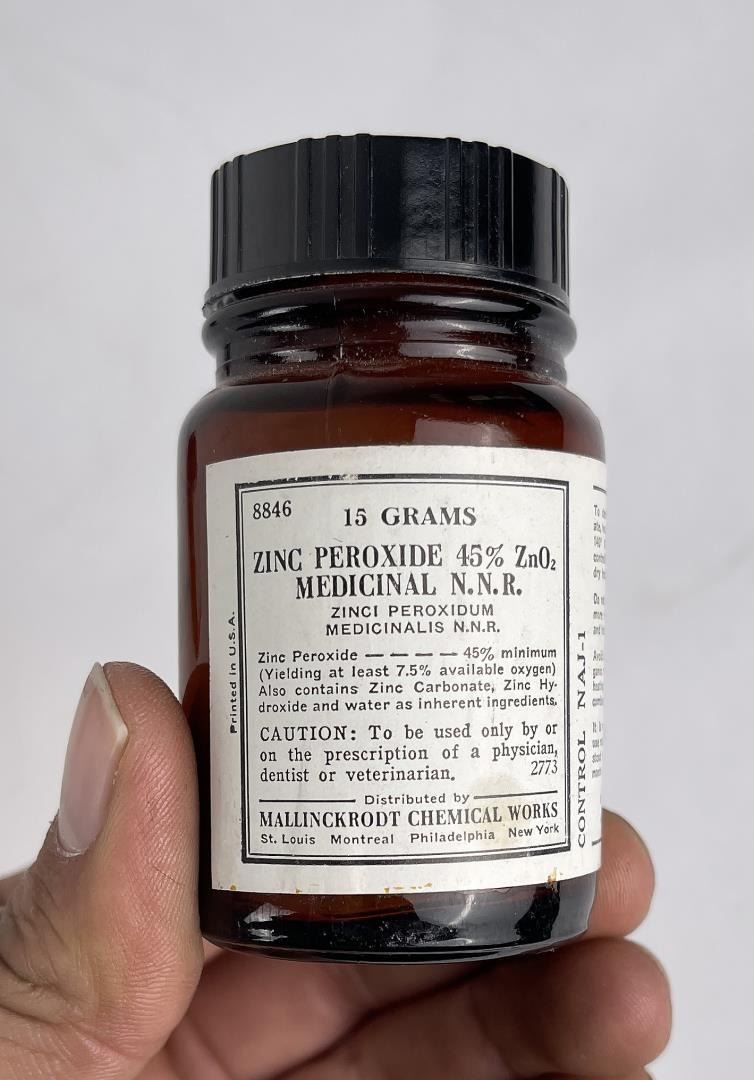 8846
15 GRAMS
ZINC PEROXIDE 45% ZnO₂
MEDICINAL N.N.R.
ZINCI PEROXIDUM
MEDICINALIS N.N.R.
Zinc Peroxide — — — — — 45% minimum
(Yielding at least 7.5% available oxygen)
Also contains Zinc Carbonate, Zinc Hy-
droxide and water as inherent ingredients.
CAUTION: To be used only by or
on the prescription of a physician,
dentist or veterinarian.
2773
Distributed by
MALLINCKRODT CHEMICAL WORKS
St. Louis Montreal Philadelphia New York
Printed in U.S.A.
CONTROL NAJ-1
To
dry
Do